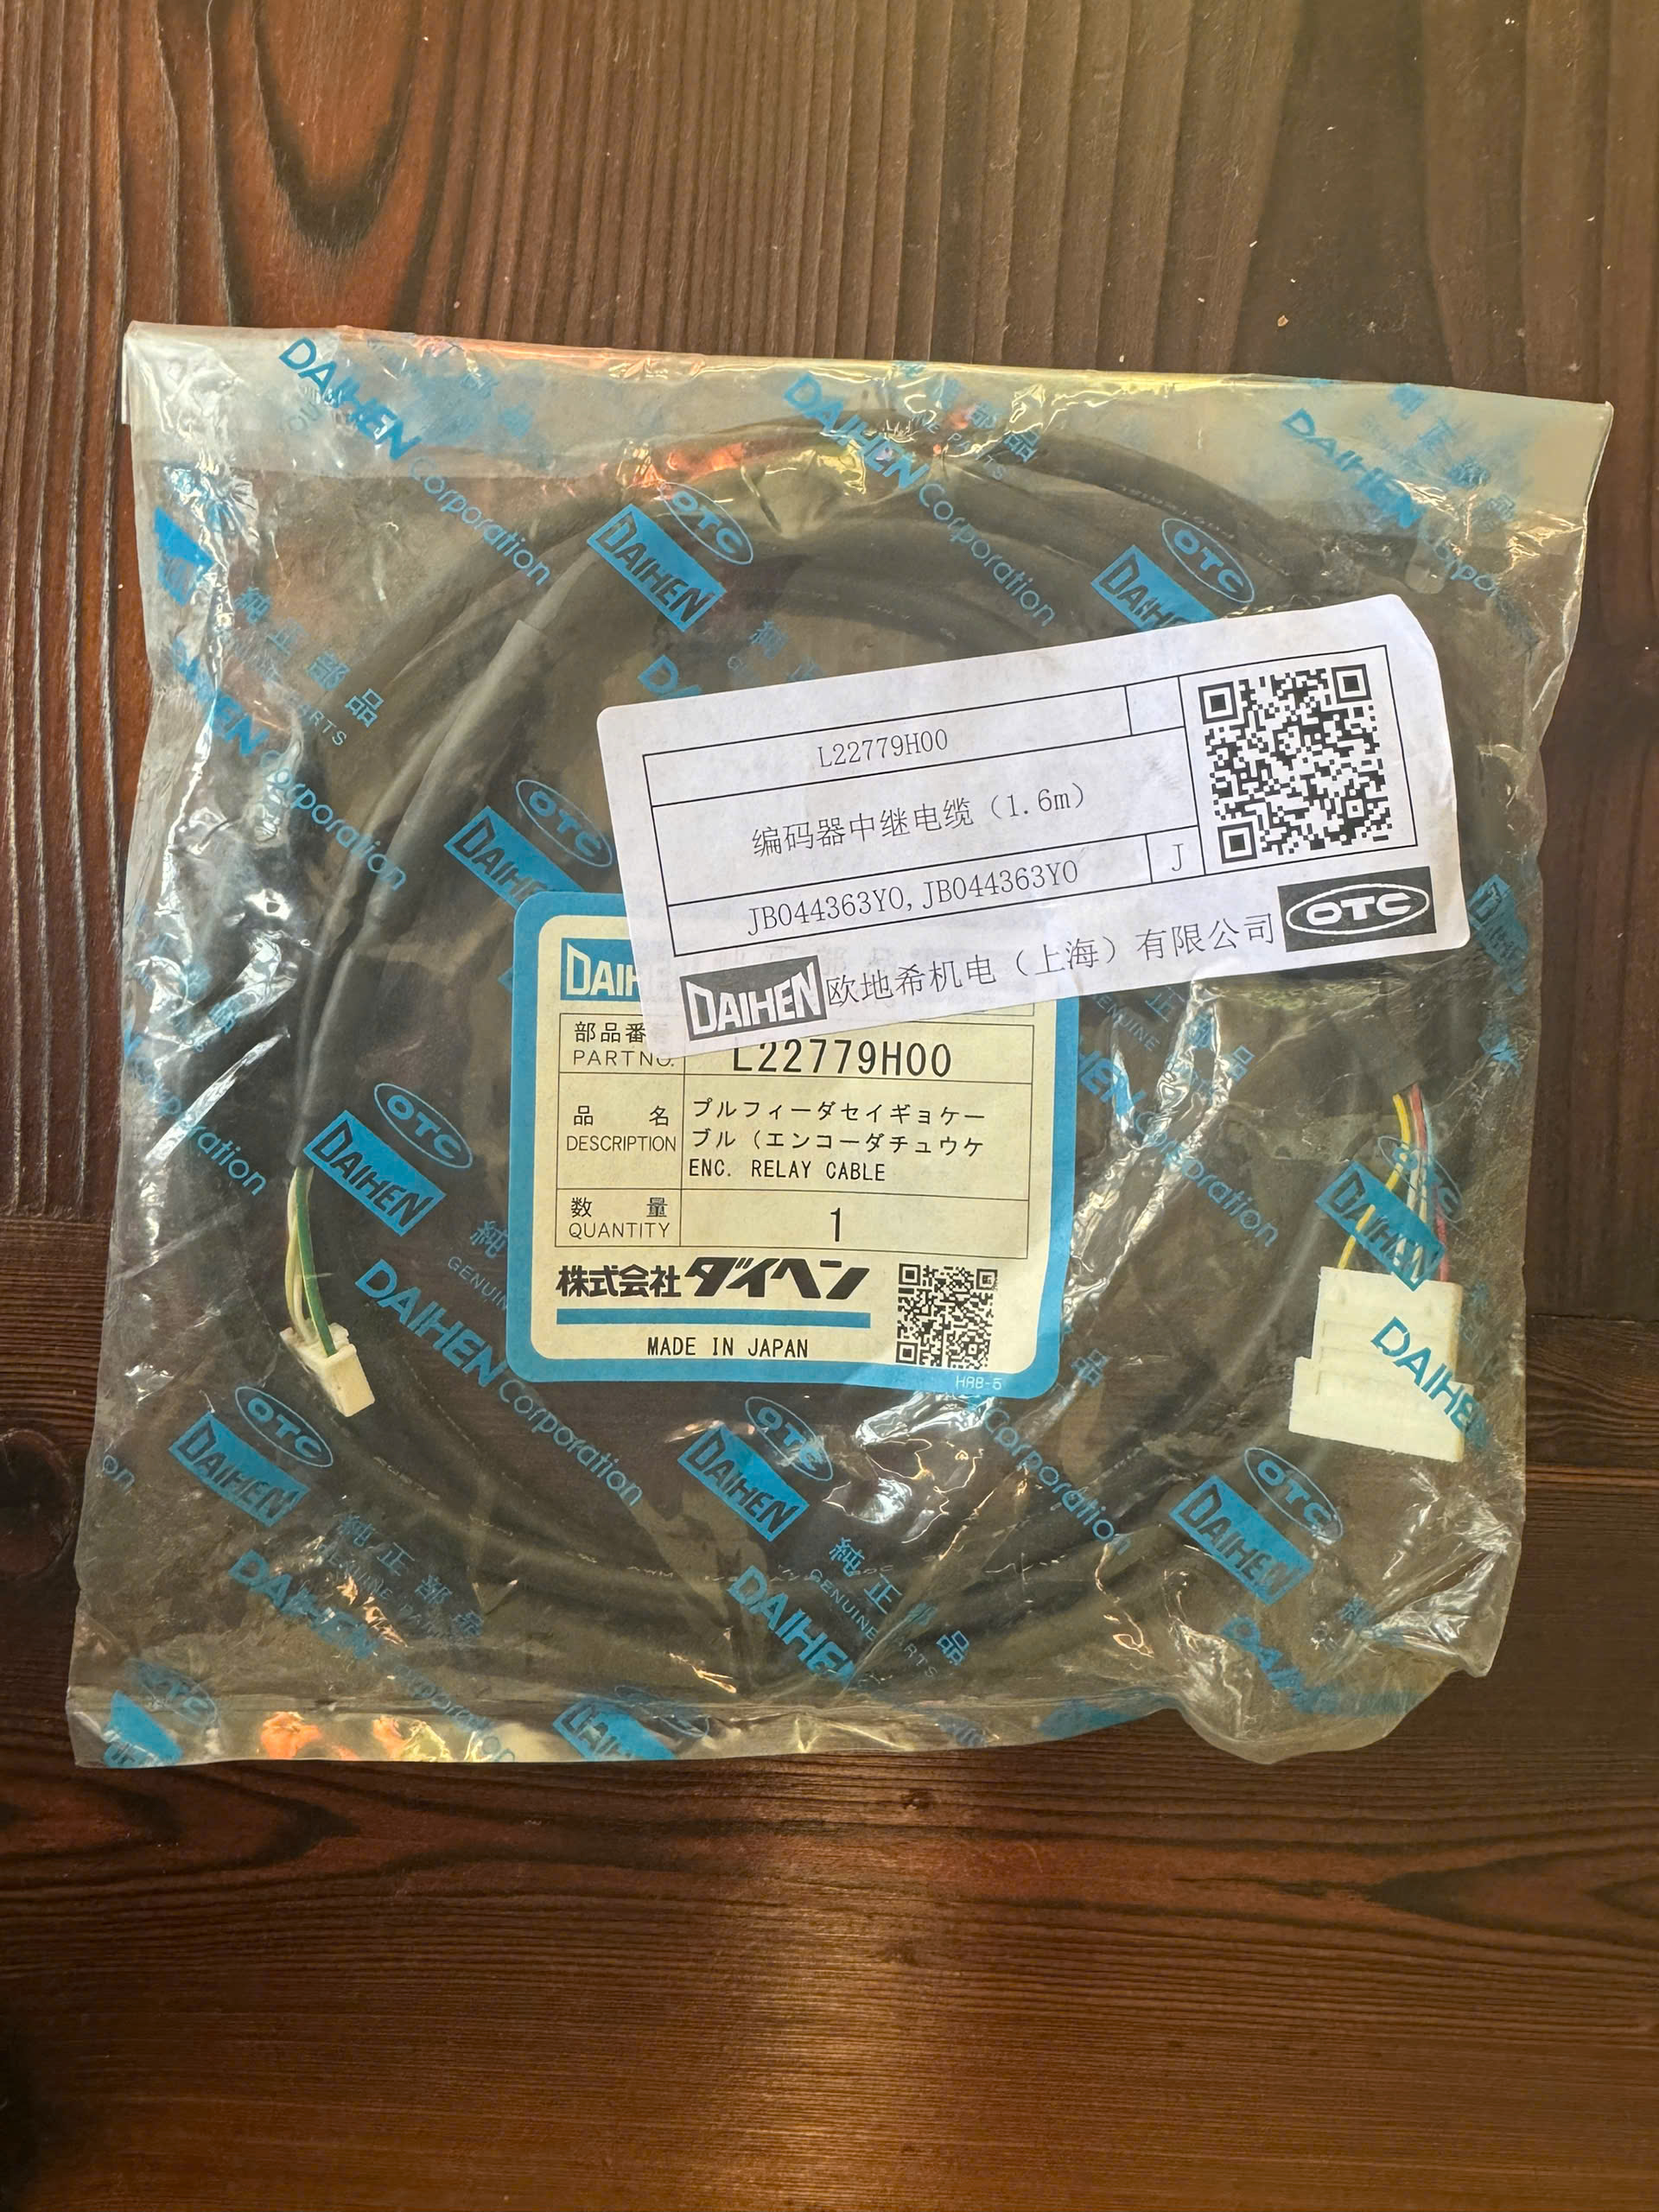 L22779H00
编码器中继电缆（1.6m）
JB044363Y0, JB044363Y0
J
DAIHEN 欧地希机电（上海）有限公司 OTC
部品番
PARTNO.
L22779H00
品 名
DESCRIPTION
プルフィーダセイギョケー
ブル（エンコーダチュウケ
ENC. RELAY CABLE
数 量
QUANTITY
1
株式会社ダイヘン
MADE IN JAPAN
HAB-5
DAIHEN Corporation
OTC
DAIHEN
純正部品
GENUINE PARTS